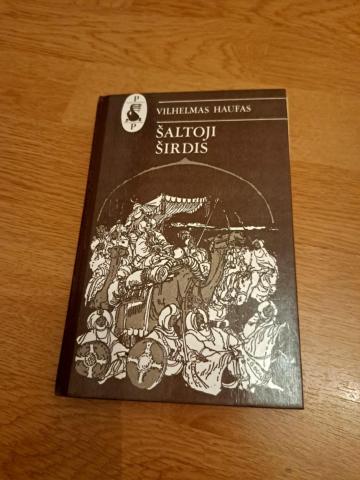 P
P
VILHELMAS HAUFAS
ŠALTOJI
ŠIRDIS